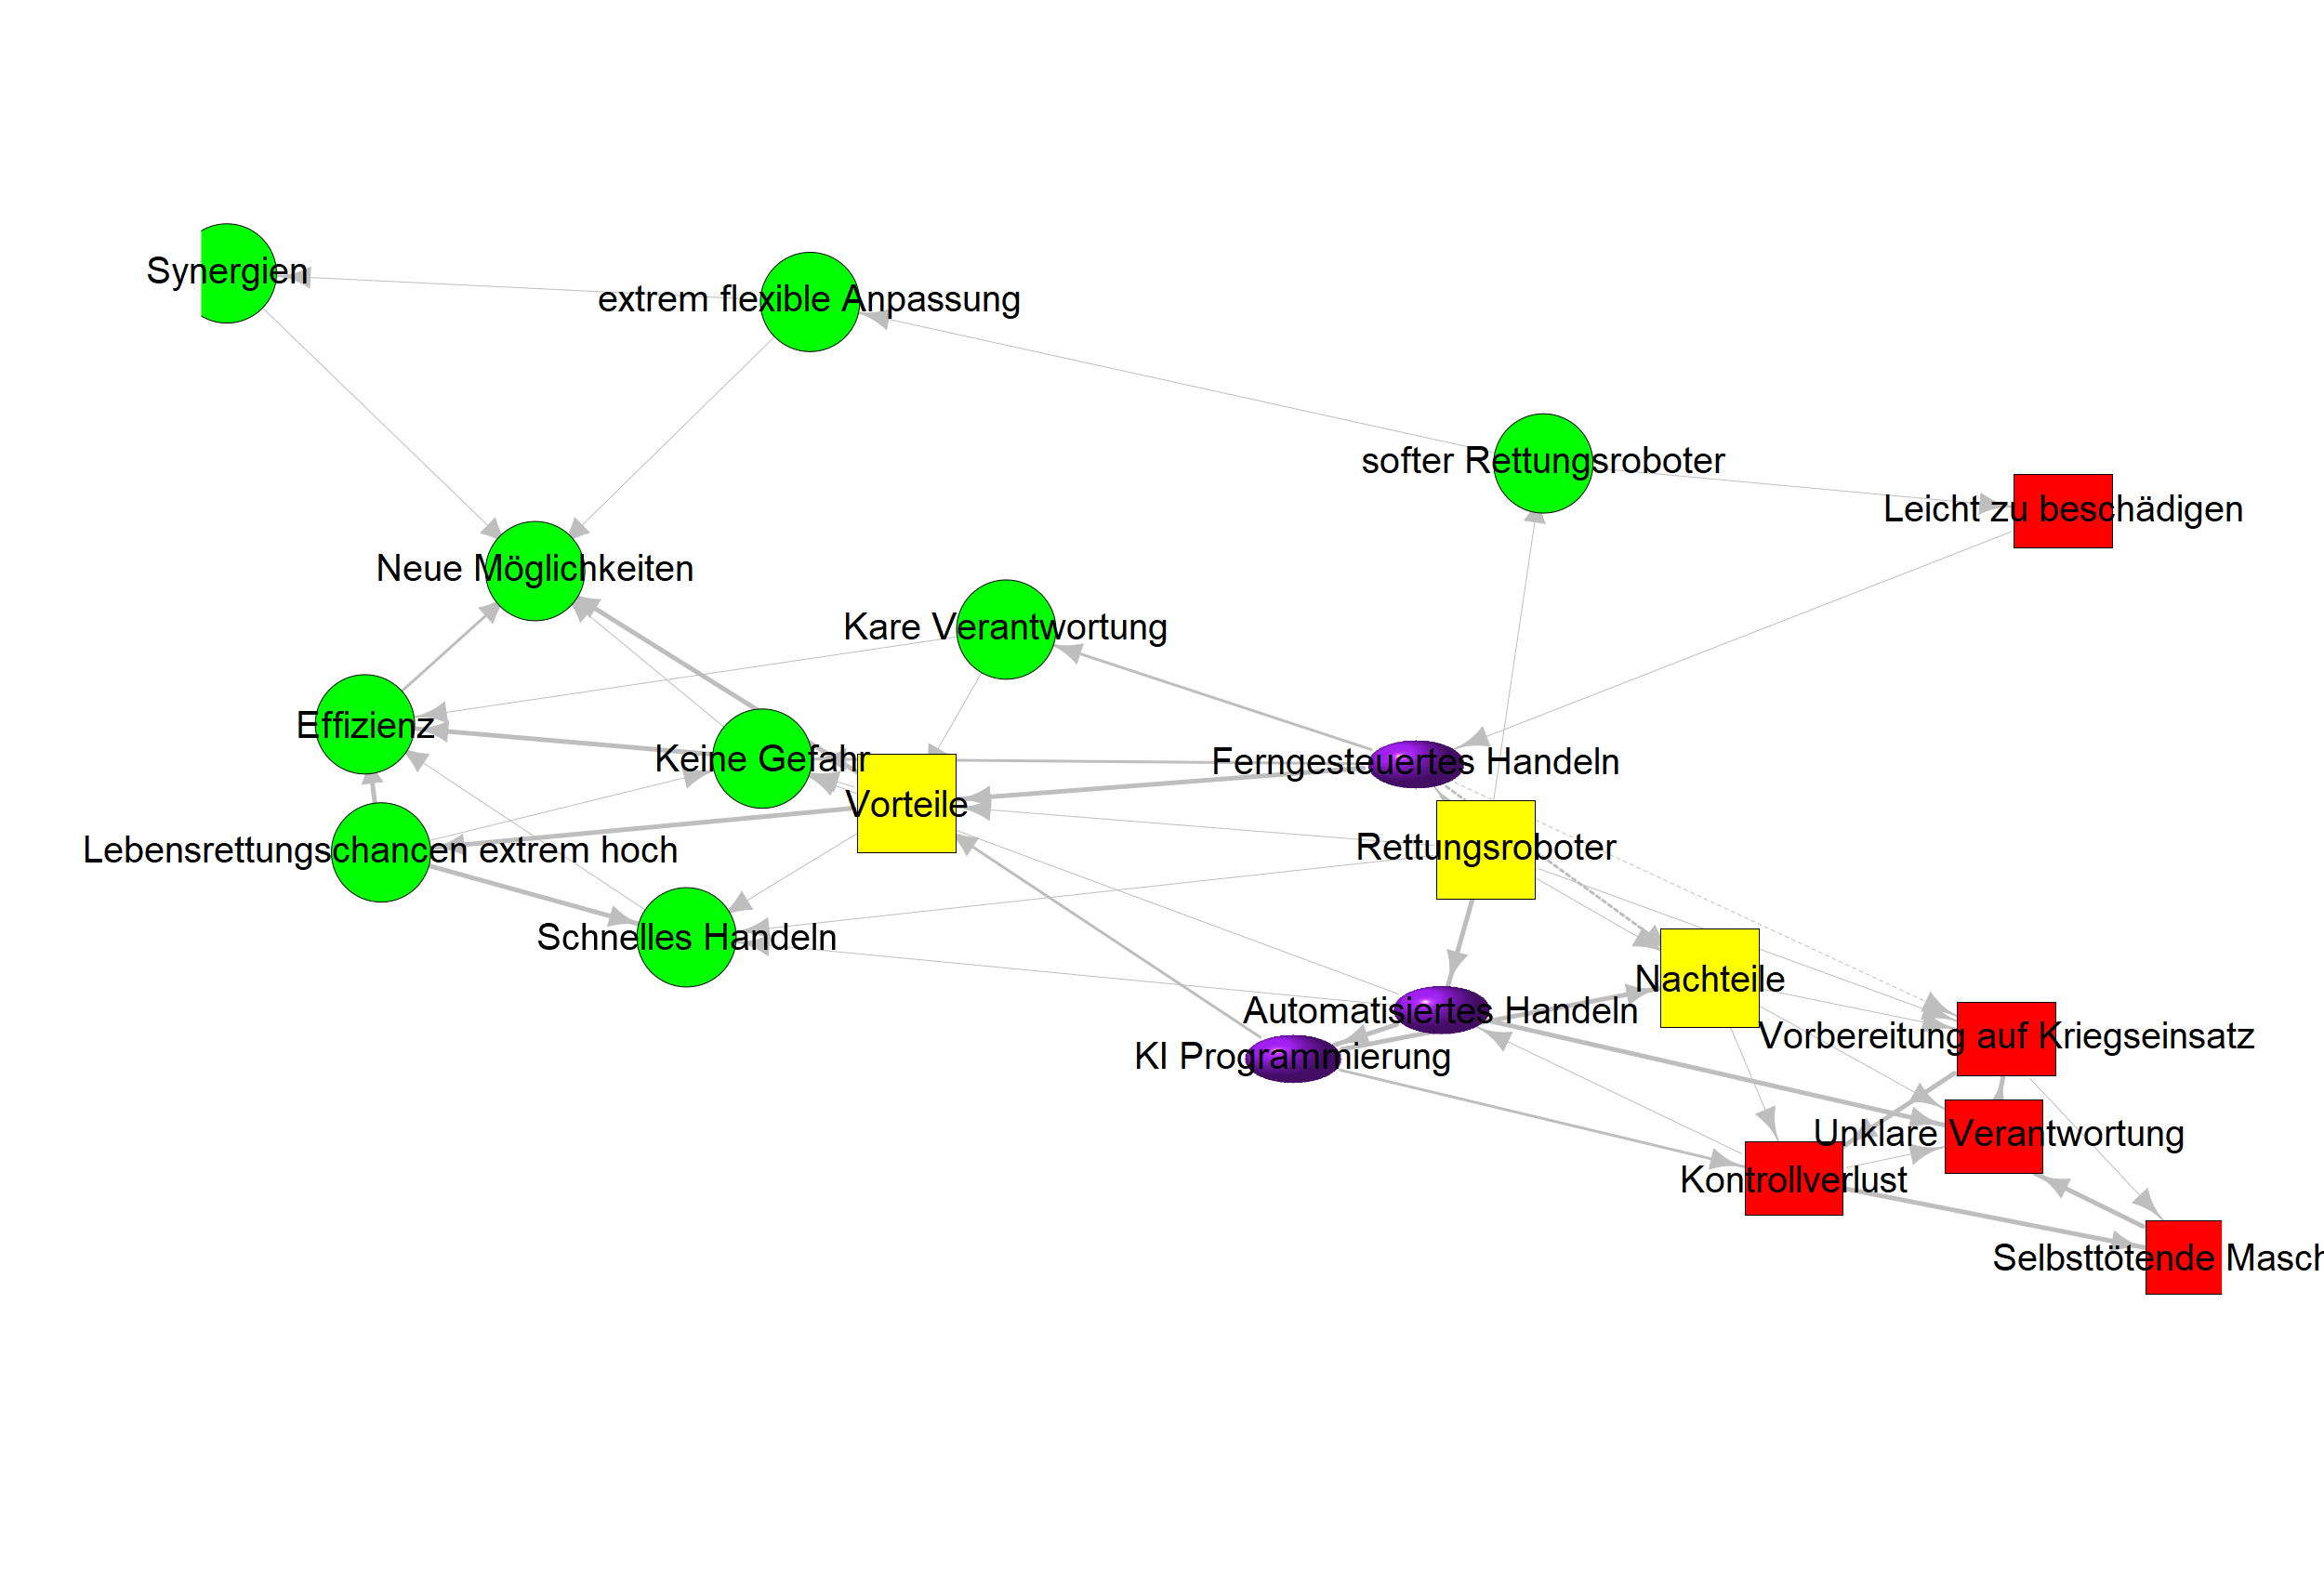 Synergien
extrem flexible Anpassung
softer Rettungsroboter
Leicht zu beschädigen
Neue Möglichkeiten
Kare Verantwortung
Effizienz
Keine Gefahr
Ferngesteuertes Handeln
Vorteile
Rettungsroboter
Lebensrettungschancen extrem hoch
Schnelles Handeln
Nachteile
Automatisiertes Handeln
Vorbereitung auf Kriegseinsatz
KI Programmierung
Unklare Verantwortung
Kontrollverlust
Selbsttötende Masch